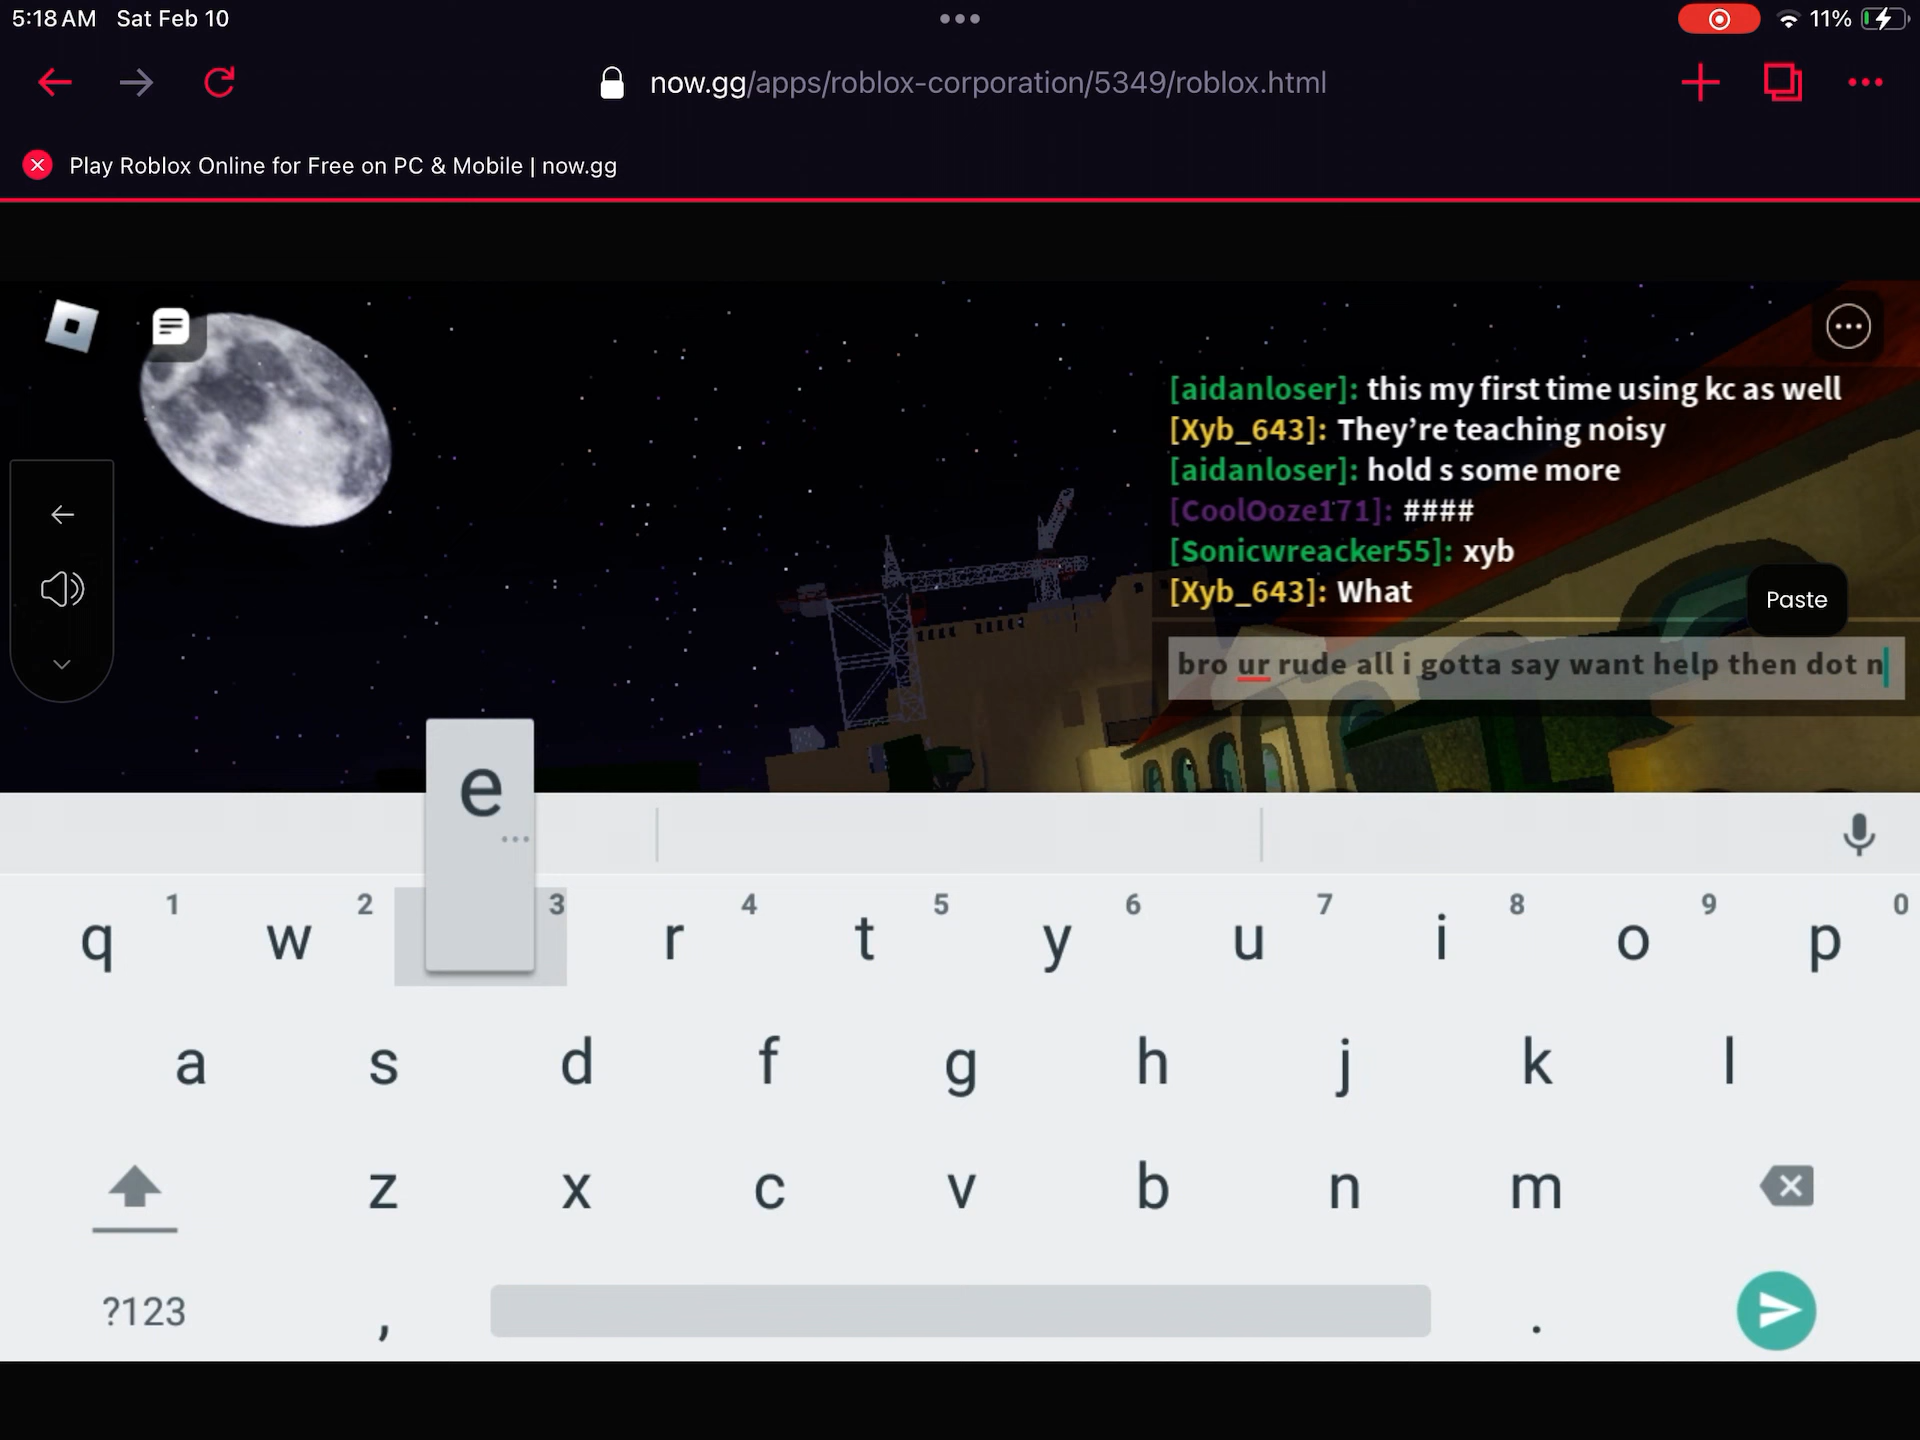 5:18 AM Sat Feb 10
11%
now.gg/apps/roblox-corporation/5349/roblox.html
Play Roblox Online for Free on PC & Mobile | now.gg
[aidanloser]: this my first time using kc as well
[Xyb_643]: They're teaching noisy
[aidanloser]: hold s some more
[CoolOoze171]: ####
[Sonicwreacker55]: xyb
[Xyb_643]: What
Paste
bro ur rude all i gotta say want help then dot n
e
1 2 3 4 5 6 7 8 9 0
q w r t y u i o p
a s d f g h j k l
z x c v b n m
?123 , .